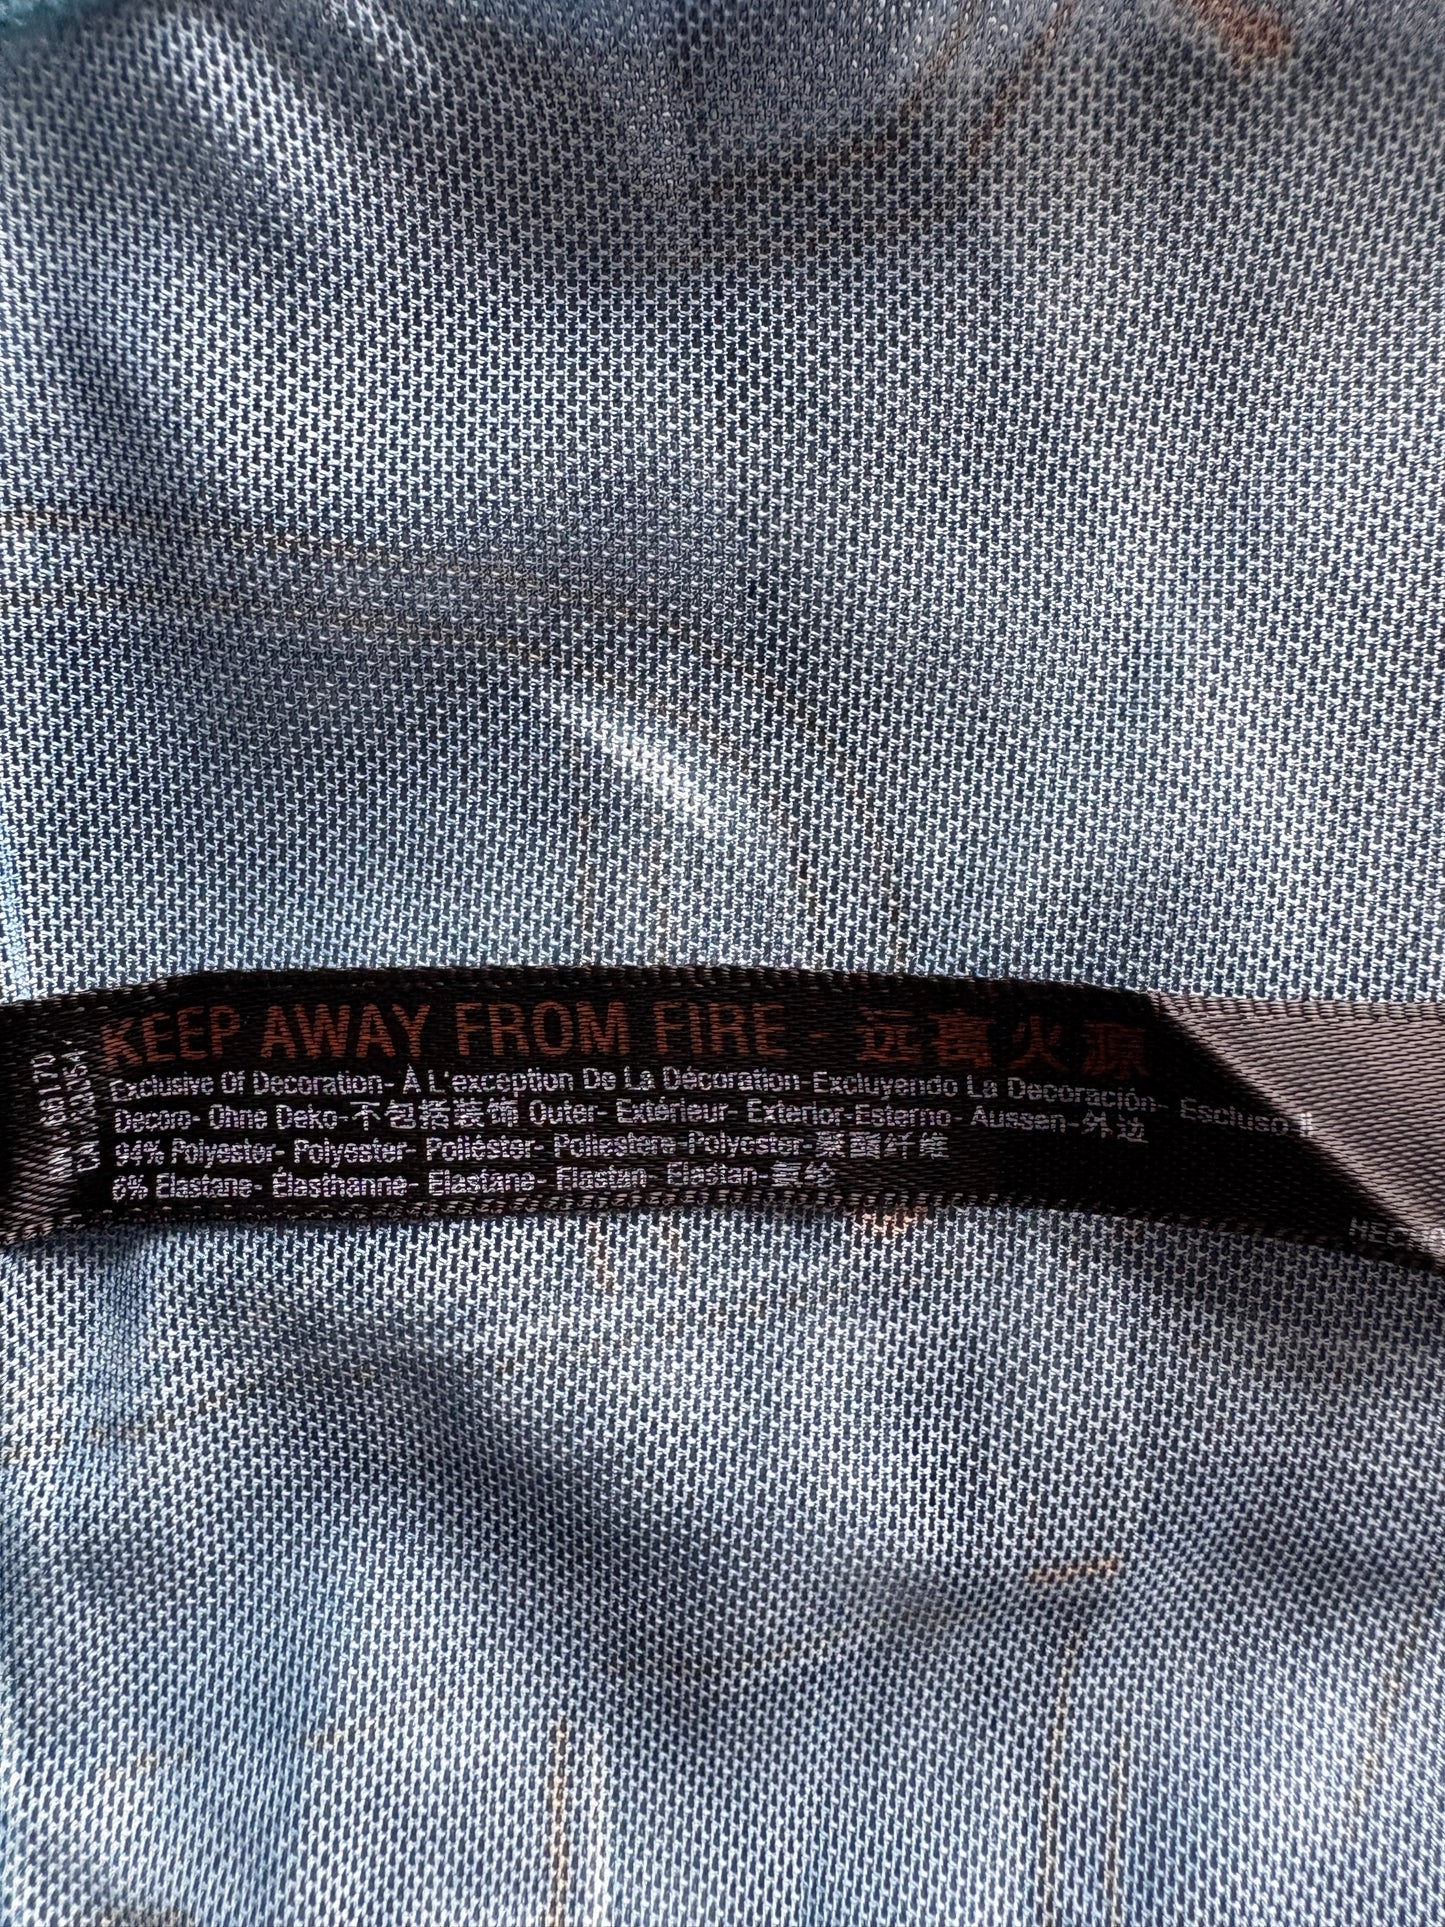 KEEP AWAY FROM FIRE - 远离火源
Exclusive Of Decoration- À L'exception De La Décoration- Excluyendo La Decoración- Escluso Il
Decoro- Ohne Deko-不包括装饰 Outer- Extérieur- Exterior-Esterno- Aussen-外边
94% Polyester- Polyester- Poliéster- Poliestere-Polyester-聚酯纤维
6% Elastane- Élasthanne- Elastane- Elastan- Elastan-氨纶